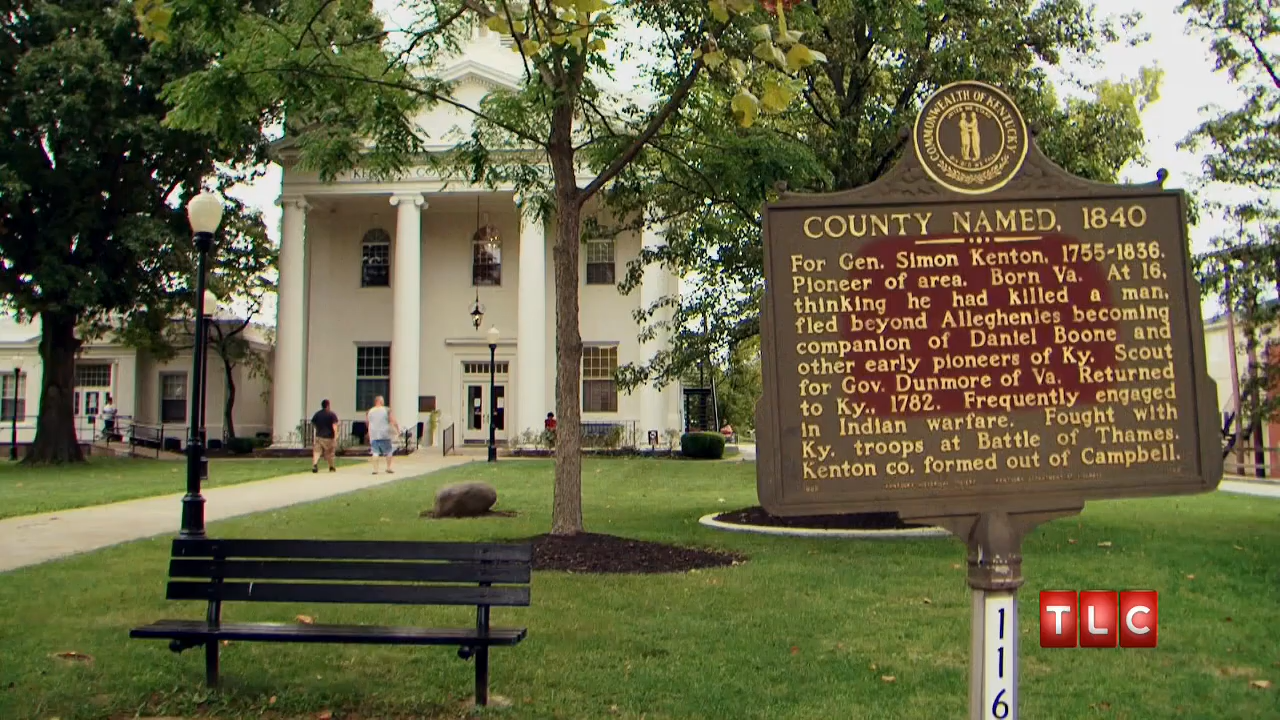 COMMONWEALTH OF KENTUCKY
COUNTY NAMED, 1840
For Gen. Simon Kenton, 1755-1836.
Pioneer of area. Born Va. At 16,
thinking he had killed a man,
fled beyond Alleghenies becoming
companion of Daniel Boone and
other early pioneers of Ky. Scout
for Gov. Dunmore of Va. Returned
to Ky., 1782. Frequently engaged
in Indian warfare. Fought with
Ky. troops at Battle of Thames.
Kenton co. formed out of Campbell.
TLC
116